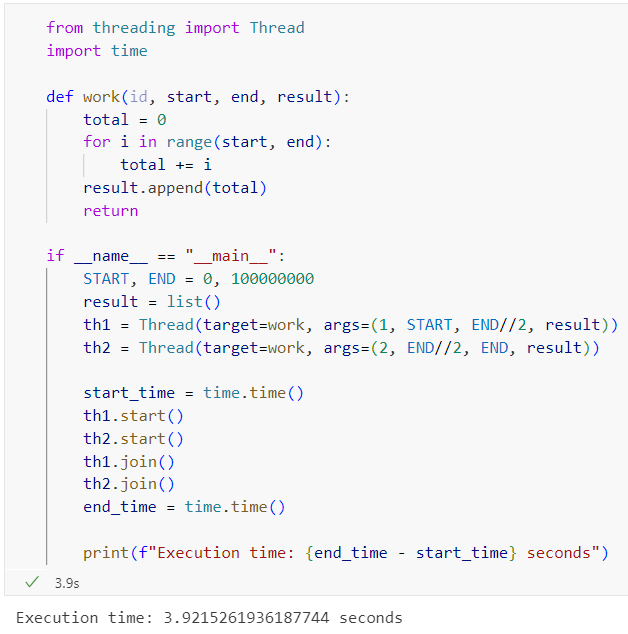 from threading import Thread
import time
def work(id, start, end, result):
total = 0
for i in range(start, end):
total += i
result.append(total)
return
if __name__ == "__main__":
START, END = 0, 100000000
result = list()
th1 = Thread(target=work, args=(1, START, END//2, result))
th2 = Thread(target=work, args=(2, END//2, END, result))
start_time = time.time()
th1.start()
th2.start()
th1.join()
th2.join()
end_time = time.time()
print(f"Execution time: {end_time - start_time} seconds")
3.9s
Execution time: 3.9215261936187744 seconds